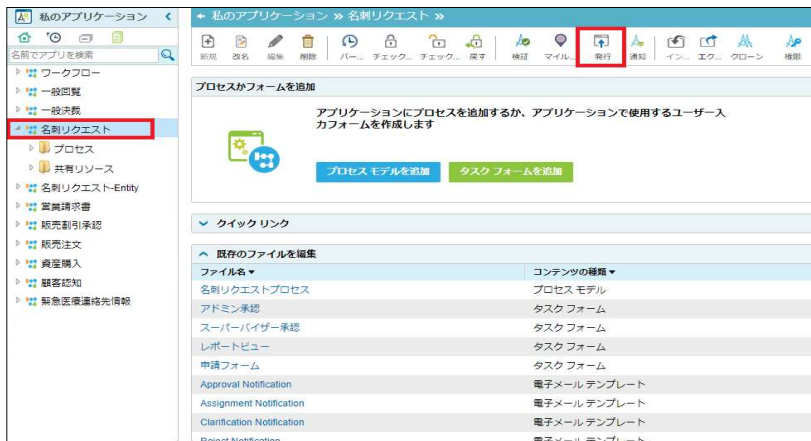 私のアプリケーション
名前でアプリを検索
ワークフロー
一般回覧
一般決裁
名刺リクエスト
プロセス
共有リソース
名刺リクエスト-Entity
営業請求書
販売割引承認
販売注文
資産購入
顧客認知
緊急医療連絡先情報
私のアプリケーション » 名刺リクエスト »
新規 改名 編集 削除 バー... チェック... チェック... 戻す 検証 マイル... 発行 通知 イン... エク... クローン 権限
プロセスかフォームを追加
アプリケーションにプロセスを追加するか、アプリケーションで使用するユーザー入
力フォームを作成します
プロセス モデルを追加 タスク フォームを追加
クイック リンク
既存のファイルを編集
ファイル名 コンテンツの種類
名刺リクエストプロセス プロセス モデル
アドミン承認 タスク フォーム
スーパーバイザー承認 タスク フォーム
レポートビュー タスク フォーム
申請フォーム タスク フォーム
Approval Notification 電子メール テンプレート
Assignment Notification 電子メール テンプレート
Clarification Notification 電子メール テンプレート
Reject Notification 電子メール テンプレート